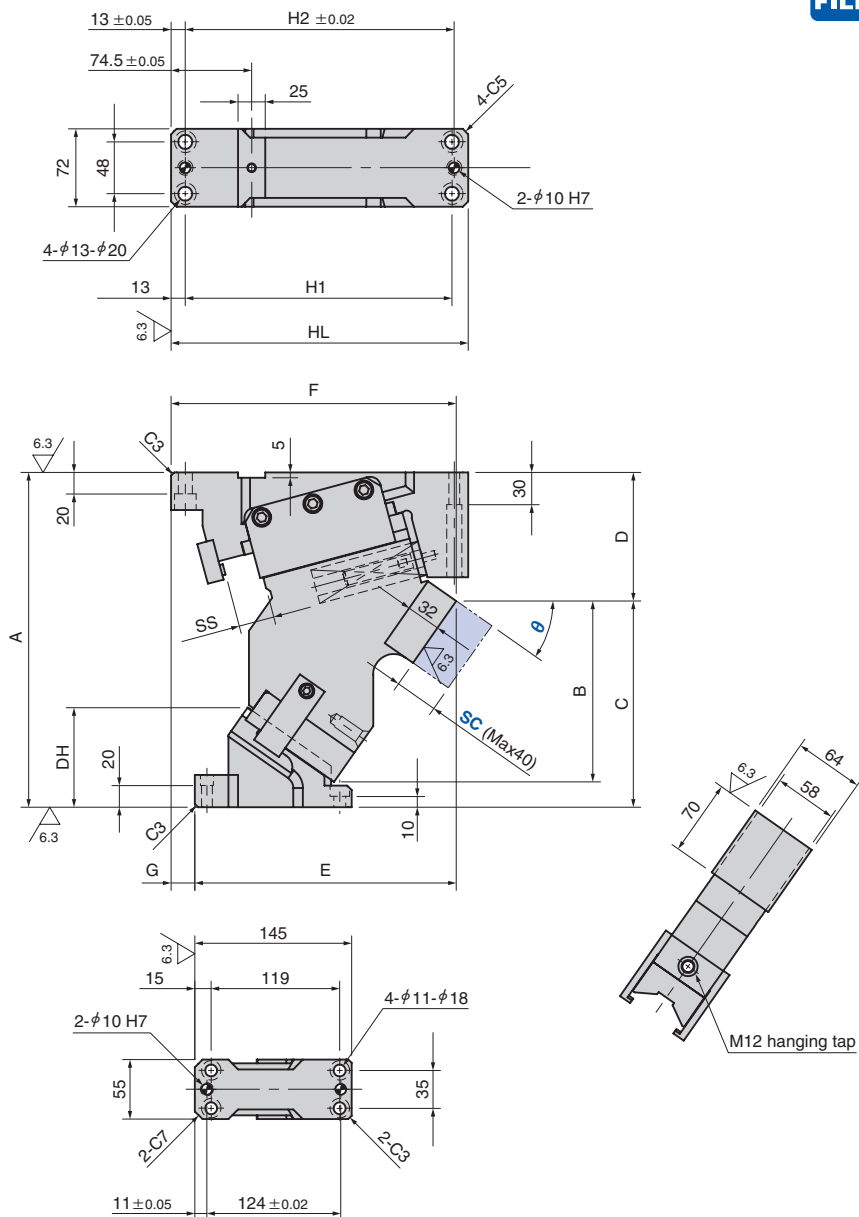 FILE
13 ±0.05
H2 ±0.02
74.5 ±0.05
25
4-C5
72
48
2-φ10 H7
4-φ13-φ20
13
H1
6.3
HL
F
6.3
C3
5
20
30
D
A
SS
32
θ
6.3
B
C
SC (Max40)
DH
20
10
6.3
C3
G
E
64
6.3
58
70
M12 hanging tap
145
6.3
15
119
2-φ10 H7
4-φ11-φ18
55
35
2-C7
2-C3
11 ±0.05
124 ±0.02